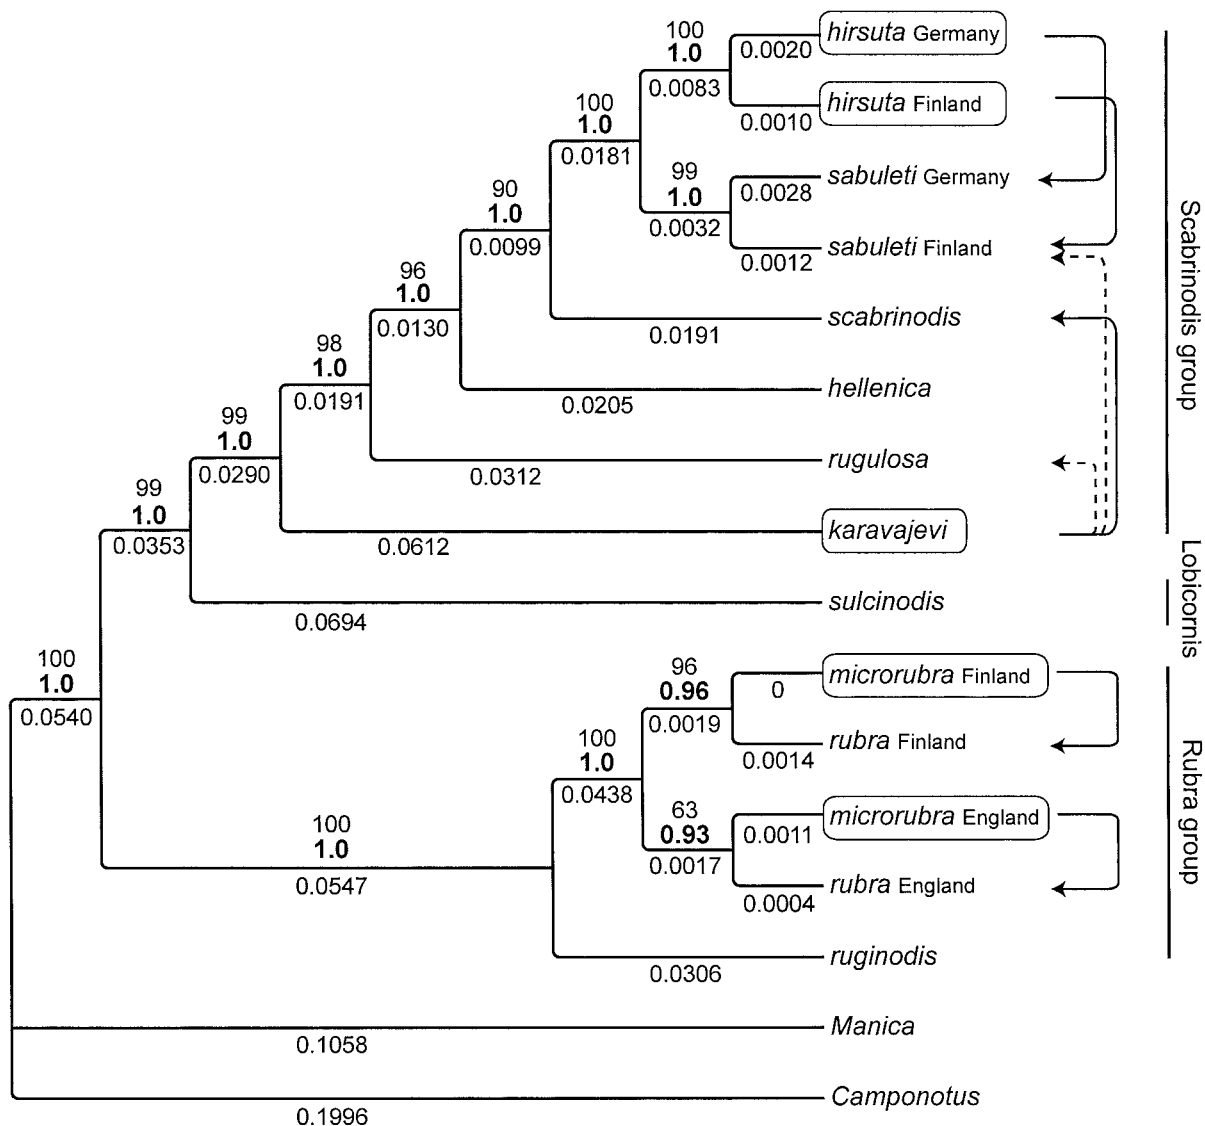 100
1.0
0.0083
0.0020
hirsuta Germany
0.0010
hirsuta Finland
100
1.0
0.0181
99
1.0
0.0032
0.0028
sabuleti Germany
0.0012
sabuleti Finland
90
1.0
0.0099
0.0191
scabrinodis
96
1.0
0.0130
0.0205
hellenica
98
1.0
0.0191
0.0312
rugulosa
99
1.0
0.0290
0.0612
karavajevi
99
1.0
0.0353
0.0694
sulcinodis
100
1.0
0.0540
96
0.96
0.0019
0
microrubra Finland
0.0014
rubra Finland
100
1.0
0.0438
63
0.93
0.0017
0.0011
microrubra England
0.0004
rubra England
100
1.0
0.0547
0.0306
ruginodis
0.1058
Manica
0.1996
Camponotus
Scabrinodis group
Lobicornis
Rubra group